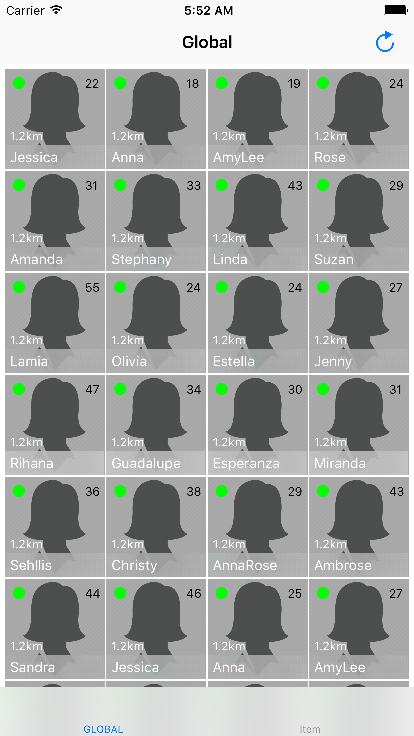 Carrier 5:52 AM
Global
22 18 19 24
1.2km 1.2km 1.2km 1.2km
Jessica Anna AmyLee Rose
31 33 43 29
1.2km 1.2km 1.2km 1.2km
Amanda Stephany Linda Suzan
55 24 24 27
1.2km 1.2km 1.2km 1.2km
Lamia Olivia Estella Jenny
47 34 30 31
1.2km 1.2km 1.2km 1.2km
Rihana Guadalupe Esperanza Miranda
36 38 29 43
1.2km 1.2km 1.2km 1.2km
Sehllis Christy AnnaRose Ambrose
44 46 25 27
1.2km 1.2km 1.2km 1.2km
Sandra Jessica Anna AmyLee
GLOBAL Item